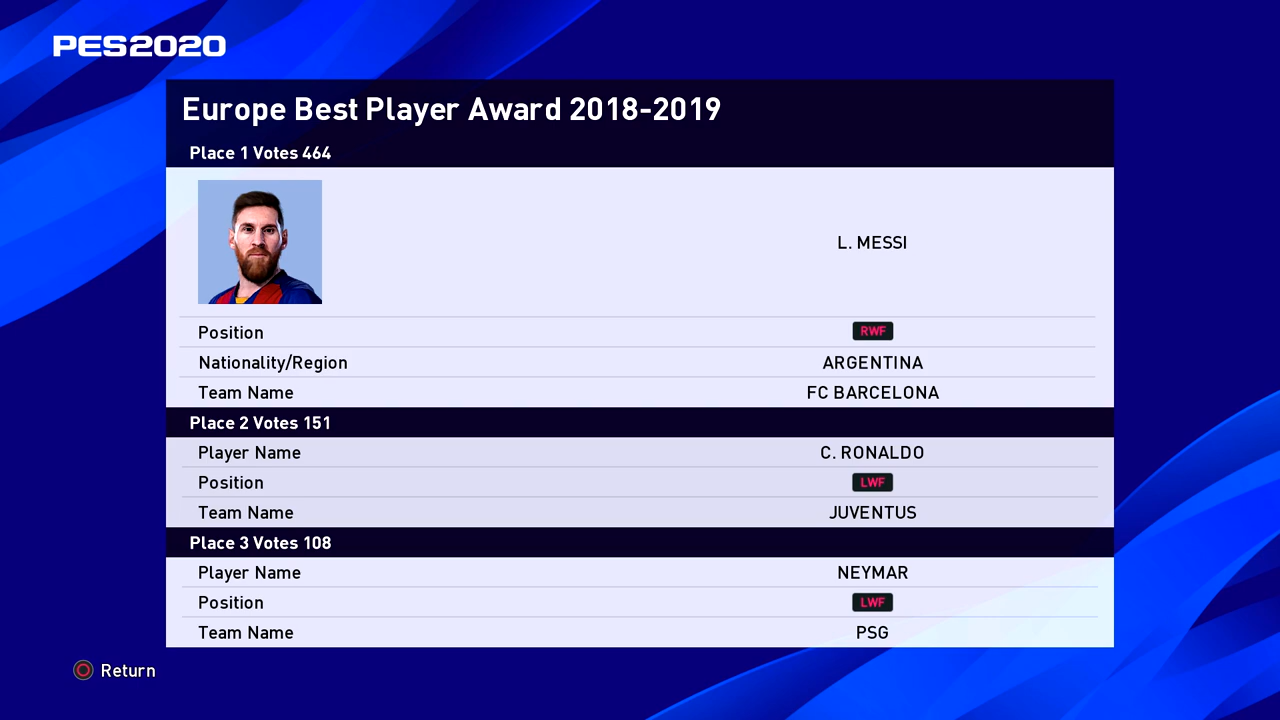 PES2020
Europe Best Player Award 2018-2019
Place 1 Votes 464
L. MESSI
Position RWF
Nationality/Region ARGENTINA
Team Name FC BARCELONA
Place 2 Votes 151
Player Name C. RONALDO
Position LWF
Team Name JUVENTUS
Place 3 Votes 108
Player Name NEYMAR
Position LWF
Team Name PSG
Return